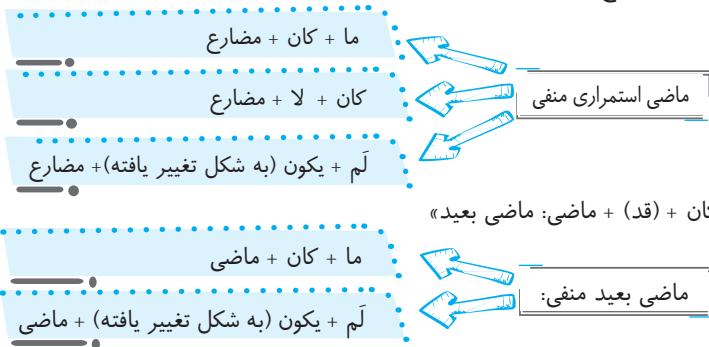 ماضی استمراری منفی
ما + کان + مضارع
کان + لا + مضارع
لَم + یکون (به شکل تغییر یافته)+ مضارع
کان + (قد) + ماضی: ماضی بعید»
ماضی بعید منفی:
ما + کان + ماضی
لَم + یکون (به شکل تغییر یافته) + ماضی